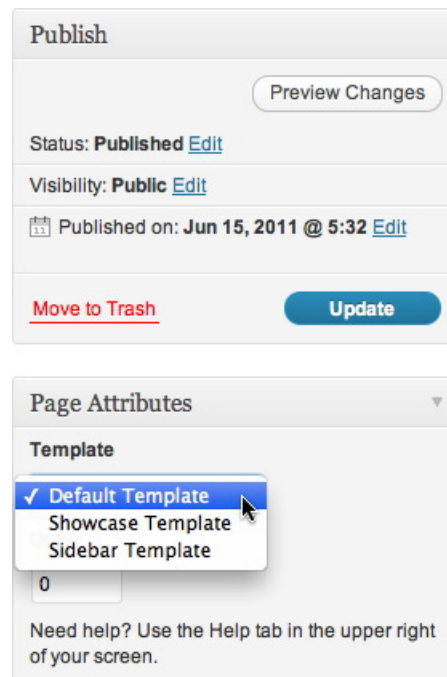 Publish
Preview Changes
Status: Published Edit
Visibility: Public Edit
Published on: Jun 15, 2011 @ 5:32 Edit
Move to Trash
Update
Page Attributes
Template
✓ Default Template
Showcase Template
Sidebar Template
0
Need help? Use the Help tab in the upper right
of your screen.